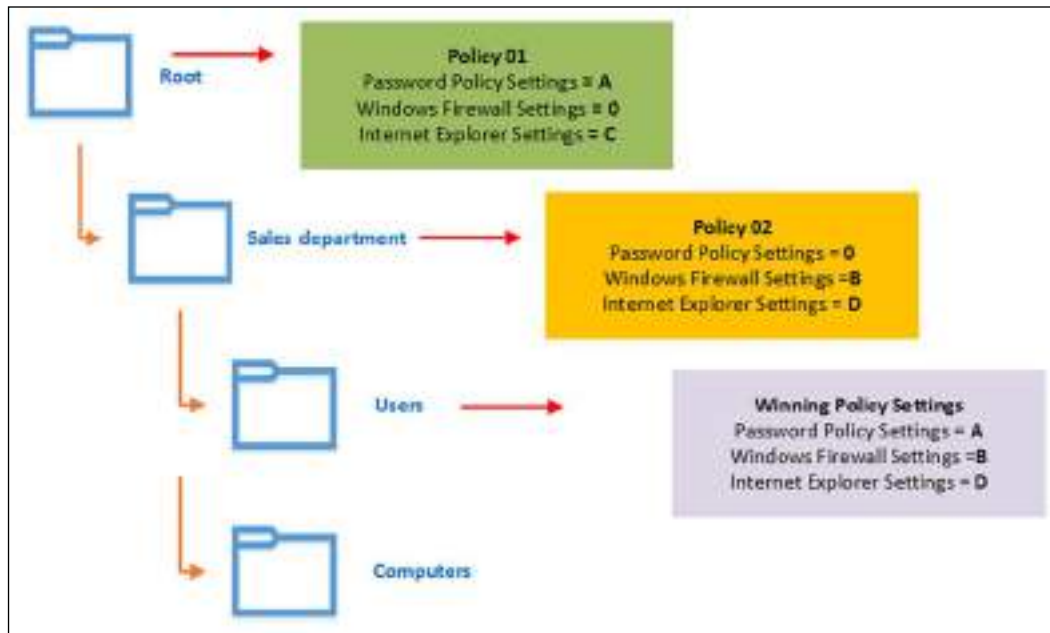 Root
Policy 01
Password Policy Settings = A
Windows Firewall Settings = 0
Internet Explorer Settings = C
Sales department
Policy 02
Password Policy Settings = 0
Windows Firewall Settings =B
Internet Explorer Settings = D
Users
Winning Policy Settings
Password Policy Settings = A
Windows Firewall Settings =B
Internet Explorer Settings = D
Computers